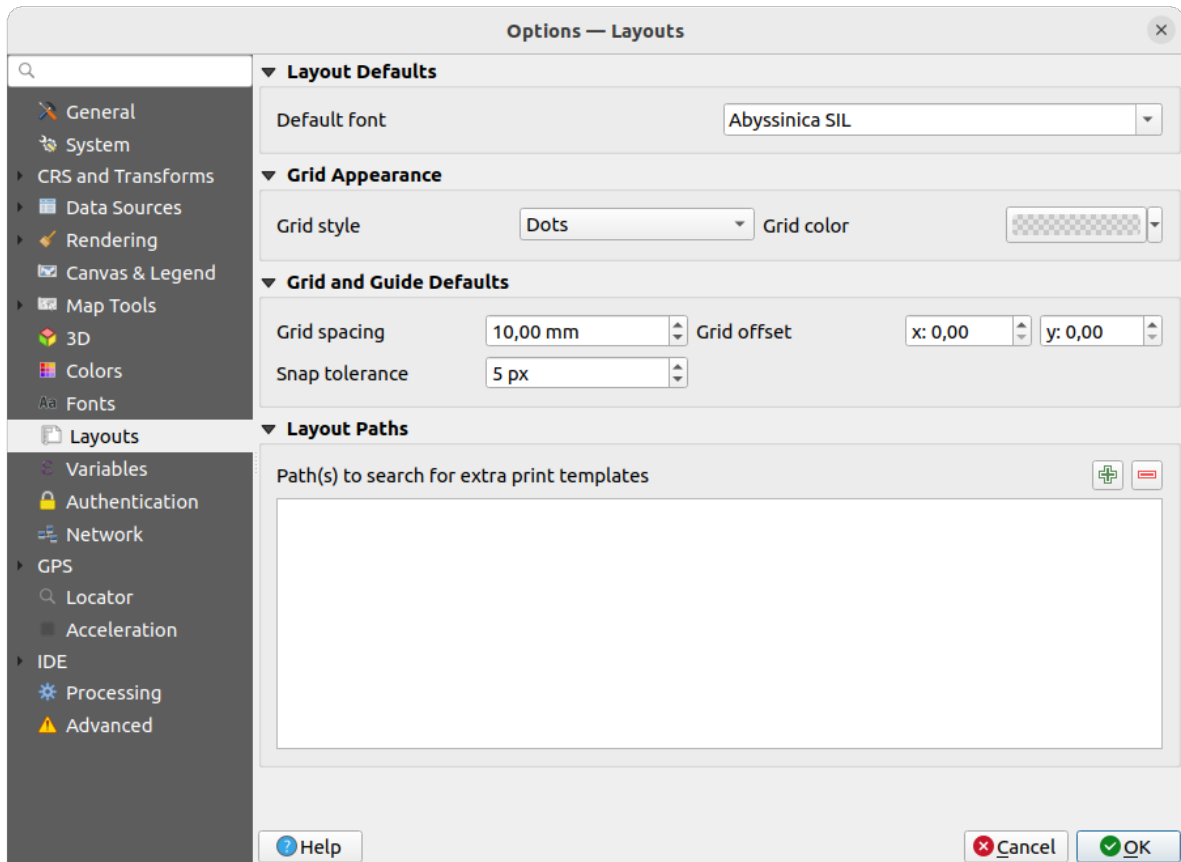 Options — Layouts
General
System
CRS and Transforms
Data Sources
Rendering
Canvas & Legend
Map Tools
3D
Colors
Aa Fonts
Layouts
Variables
Authentication
Network
GPS
Locator
Acceleration
IDE
Processing
Advanced
Layout Defaults
Default font Abyssinica SIL
Grid Appearance
Grid style Dots Grid color
Grid and Guide Defaults
Grid spacing 10,00 mm Grid offset x: 0,00 y: 0,00
Snap tolerance 5 px
Layout Paths
Path(s) to search for extra print templates
Help Cancel OK